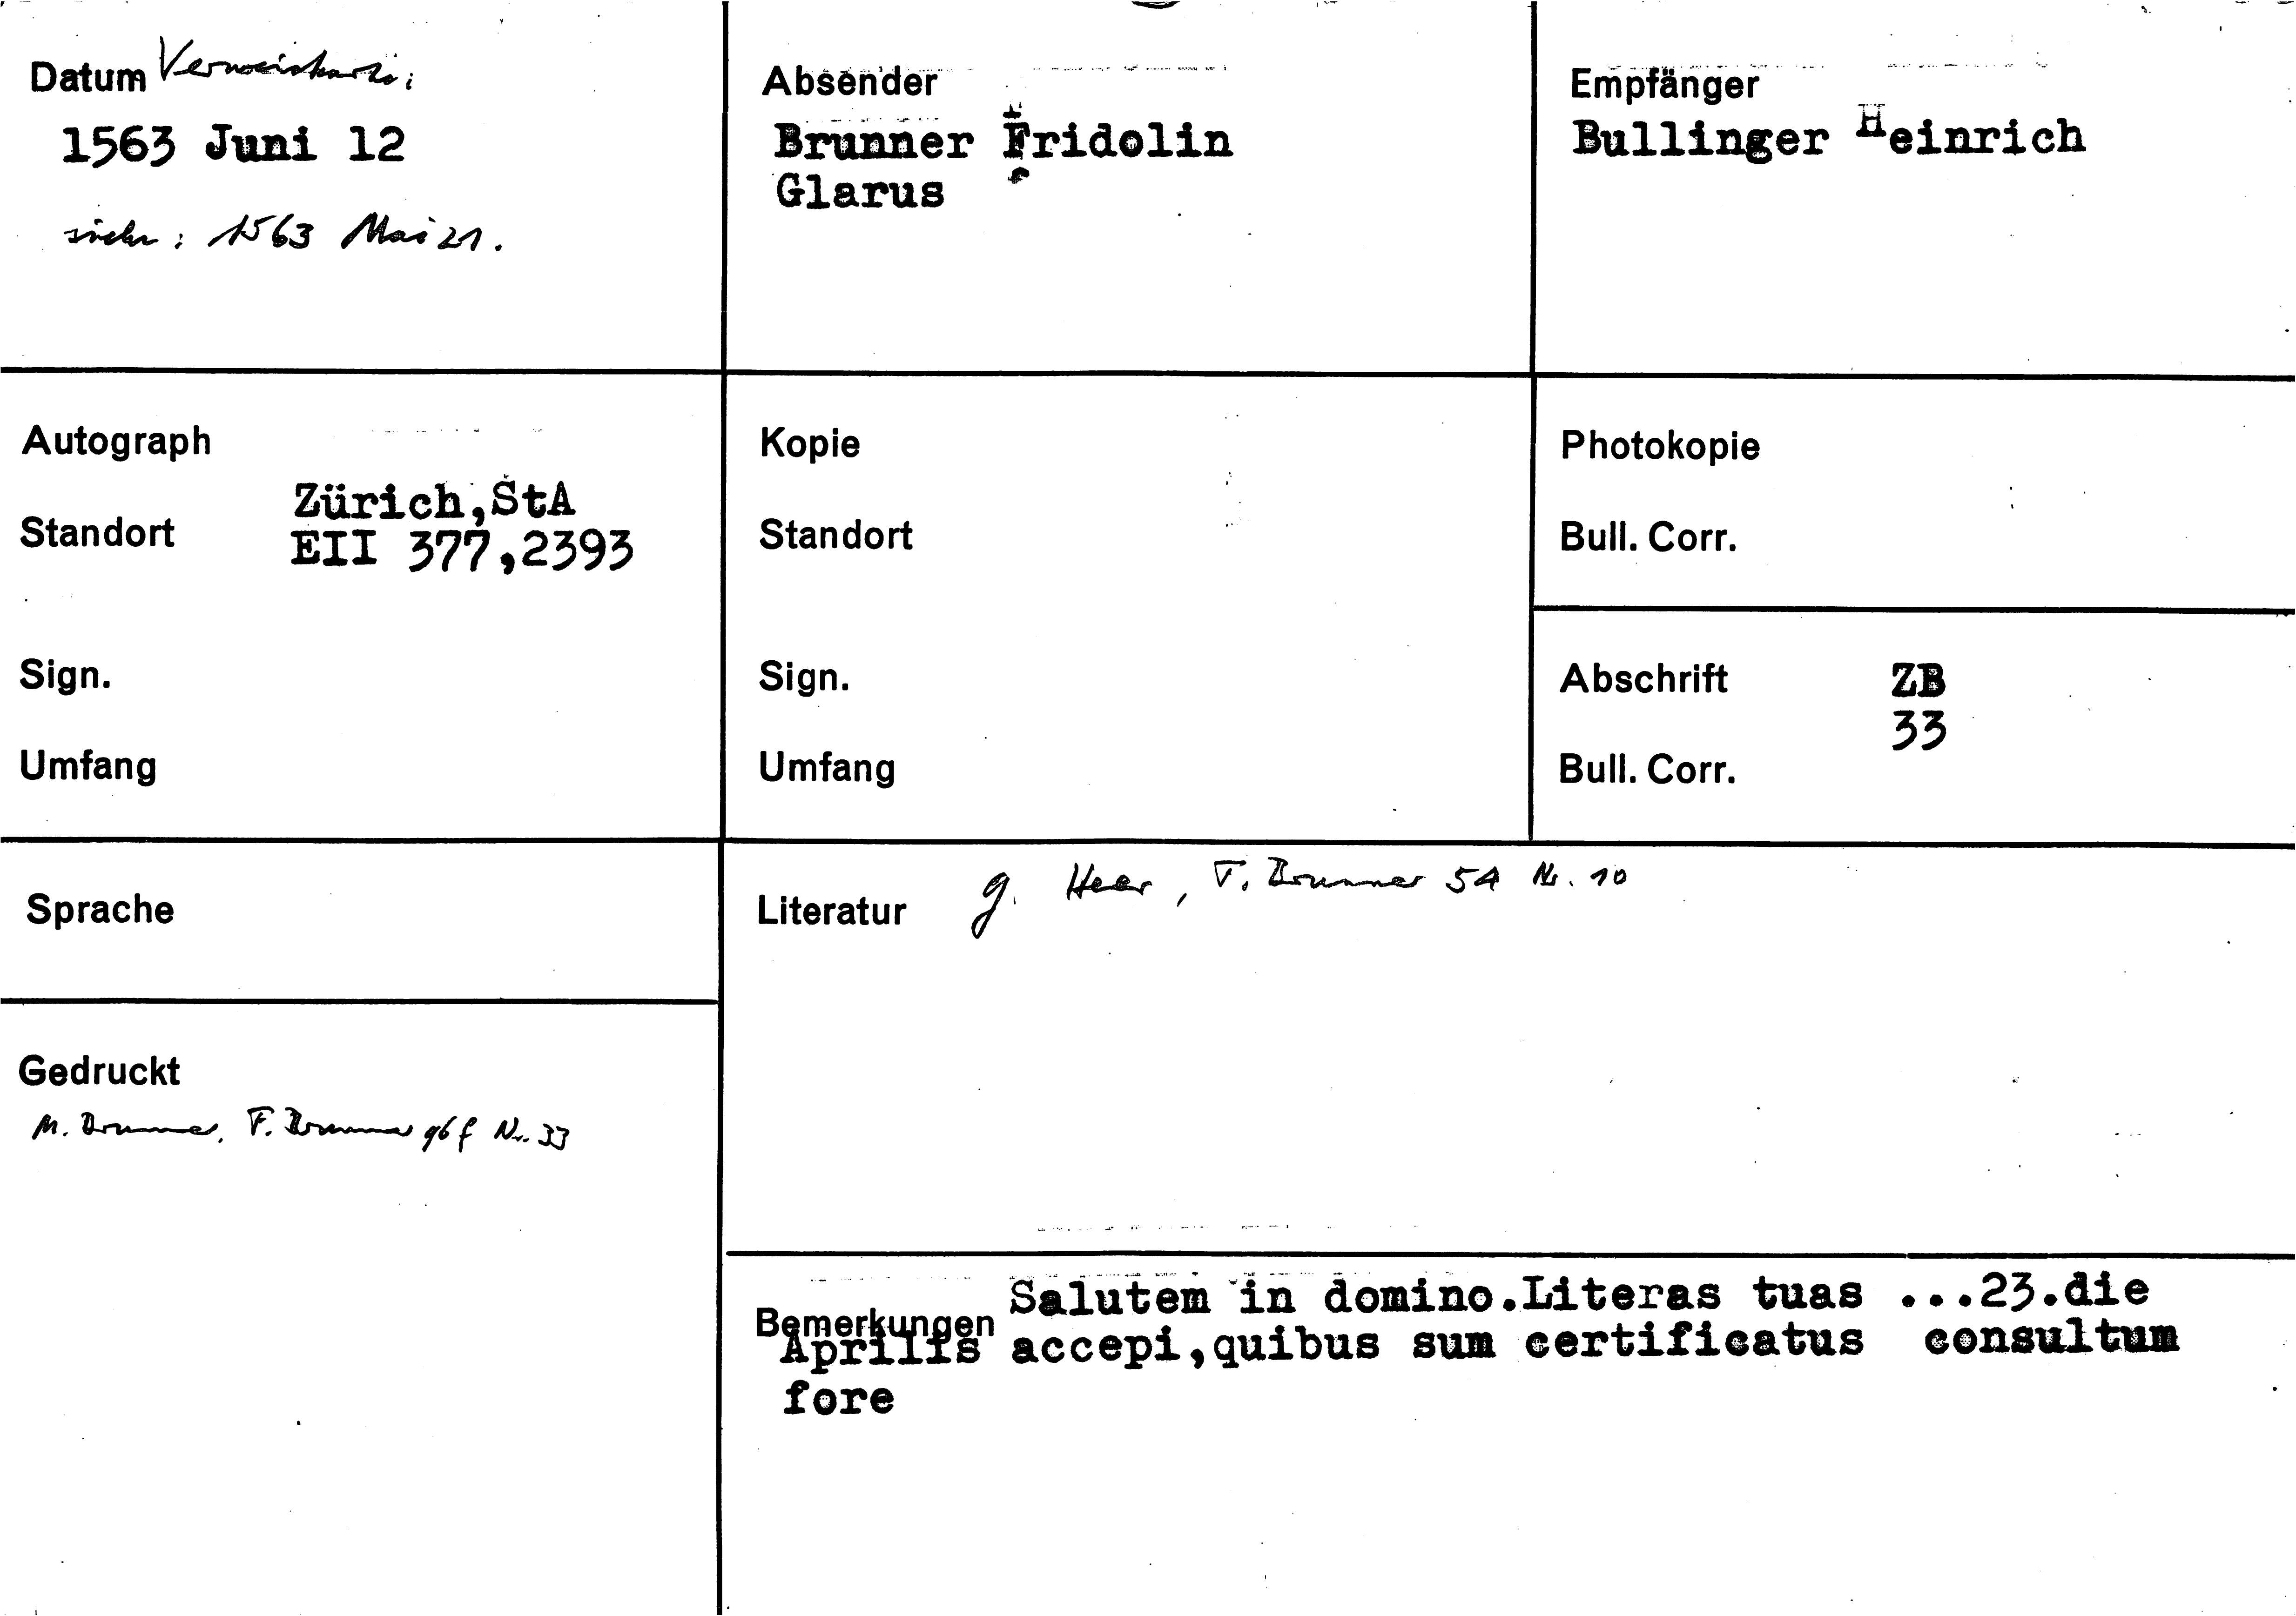 Datum Verweiskarte:
1563 Juni 12
siehe: 1563 Mai 21.
Absender
Brunner Fridolin
Glarus
Empfänger
Bullinger Heinrich
Autograph
Zürich,StA
Standort
EII 377,2393
Sign.
Umfang
Kopie
Standort
Sign.
Umfang
Photokopie
Bull. Corr.
Abschrift ZB
33
Bull. Corr.
Sprache
Gedruckt
M. Brunner, F. Brunner 96 f Nr. 33
Literatur G. Heer, F. Brunner 54 Nr. 10
Bemerkungen Salutem in domino.Literas tuas ...23.die
Aprilis accepi,quibus sum certificatus consultum
fore